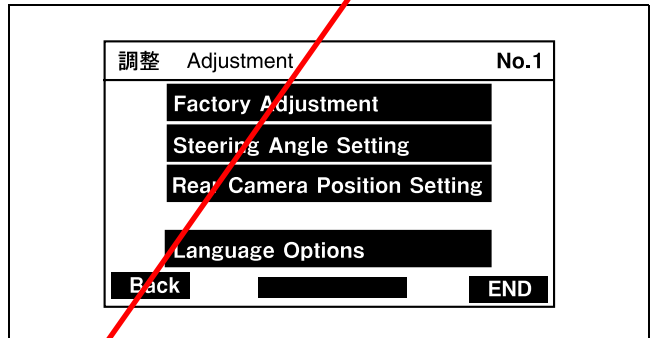 調整 Adjustment No.1
Factory Adjustment
Steering Angle Setting
Rear Camera Position Setting
Language Options
Back END